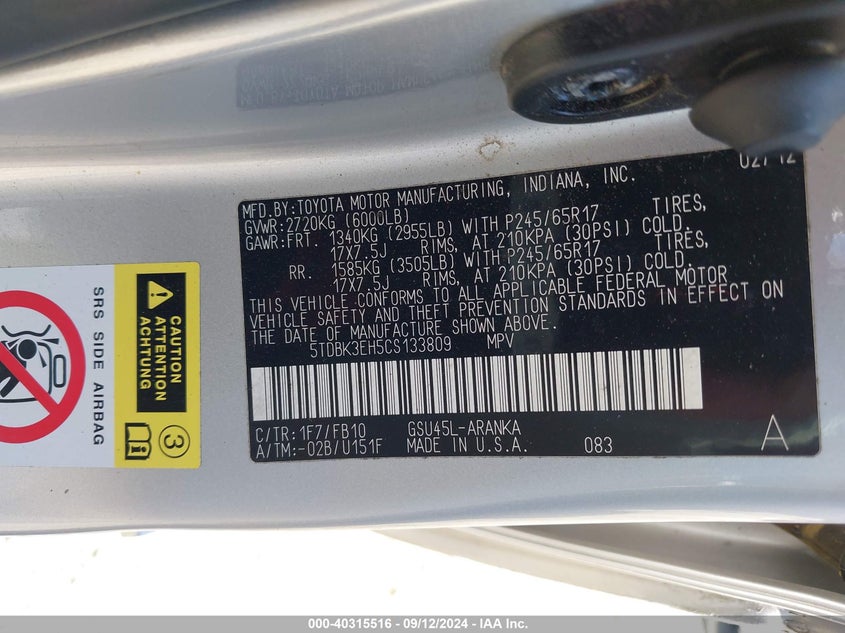 02/12
MFD.BY:TOYOTA MOTOR MANUFACTURING, INDIANA, INC.
GVWR:2720KG (6000LB)
GAWR:FRT. 1340KG (2955LB) WITH P245/65R17 TIRES,
17X7.5J RIMS, AT 210KPA (30PSI) COLD.
RR. 1585KG (3505LB) WITH P245/65R17 TIRES,
17X7.5J RIMS, AT 210KPA (30PSI) COLD.
THIS VEHICLE CONFORMS TO ALL APPLICABLE FEDERAL MOTOR
VEHICLE SAFETY AND THEFT PREVENTION STANDARDS IN EFFECT ON
THE DATE OF MANUFACTURE SHOWN ABOVE.
5TDBK3EH5CS133809 MPV
C/TR:1F7/FB10 GSU45L-ARANKA
A/TM:-02B/U151F MADE IN U.S.A. 083 A
CAUTION
ATTENTION
ACHTUNG
SRS SIDE AIRBAG
3
000-40315516 - 09/12/2024 - IAA Inc.